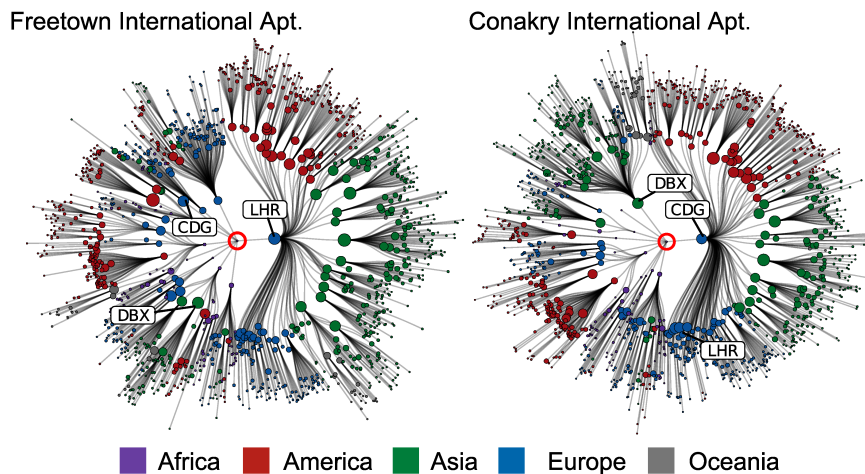 Freetown International Apt.
Conakry International Apt.
LHR
CDG
DBX
DBX
CDG
LHR
Africa
America
Asia
Europe
Oceania